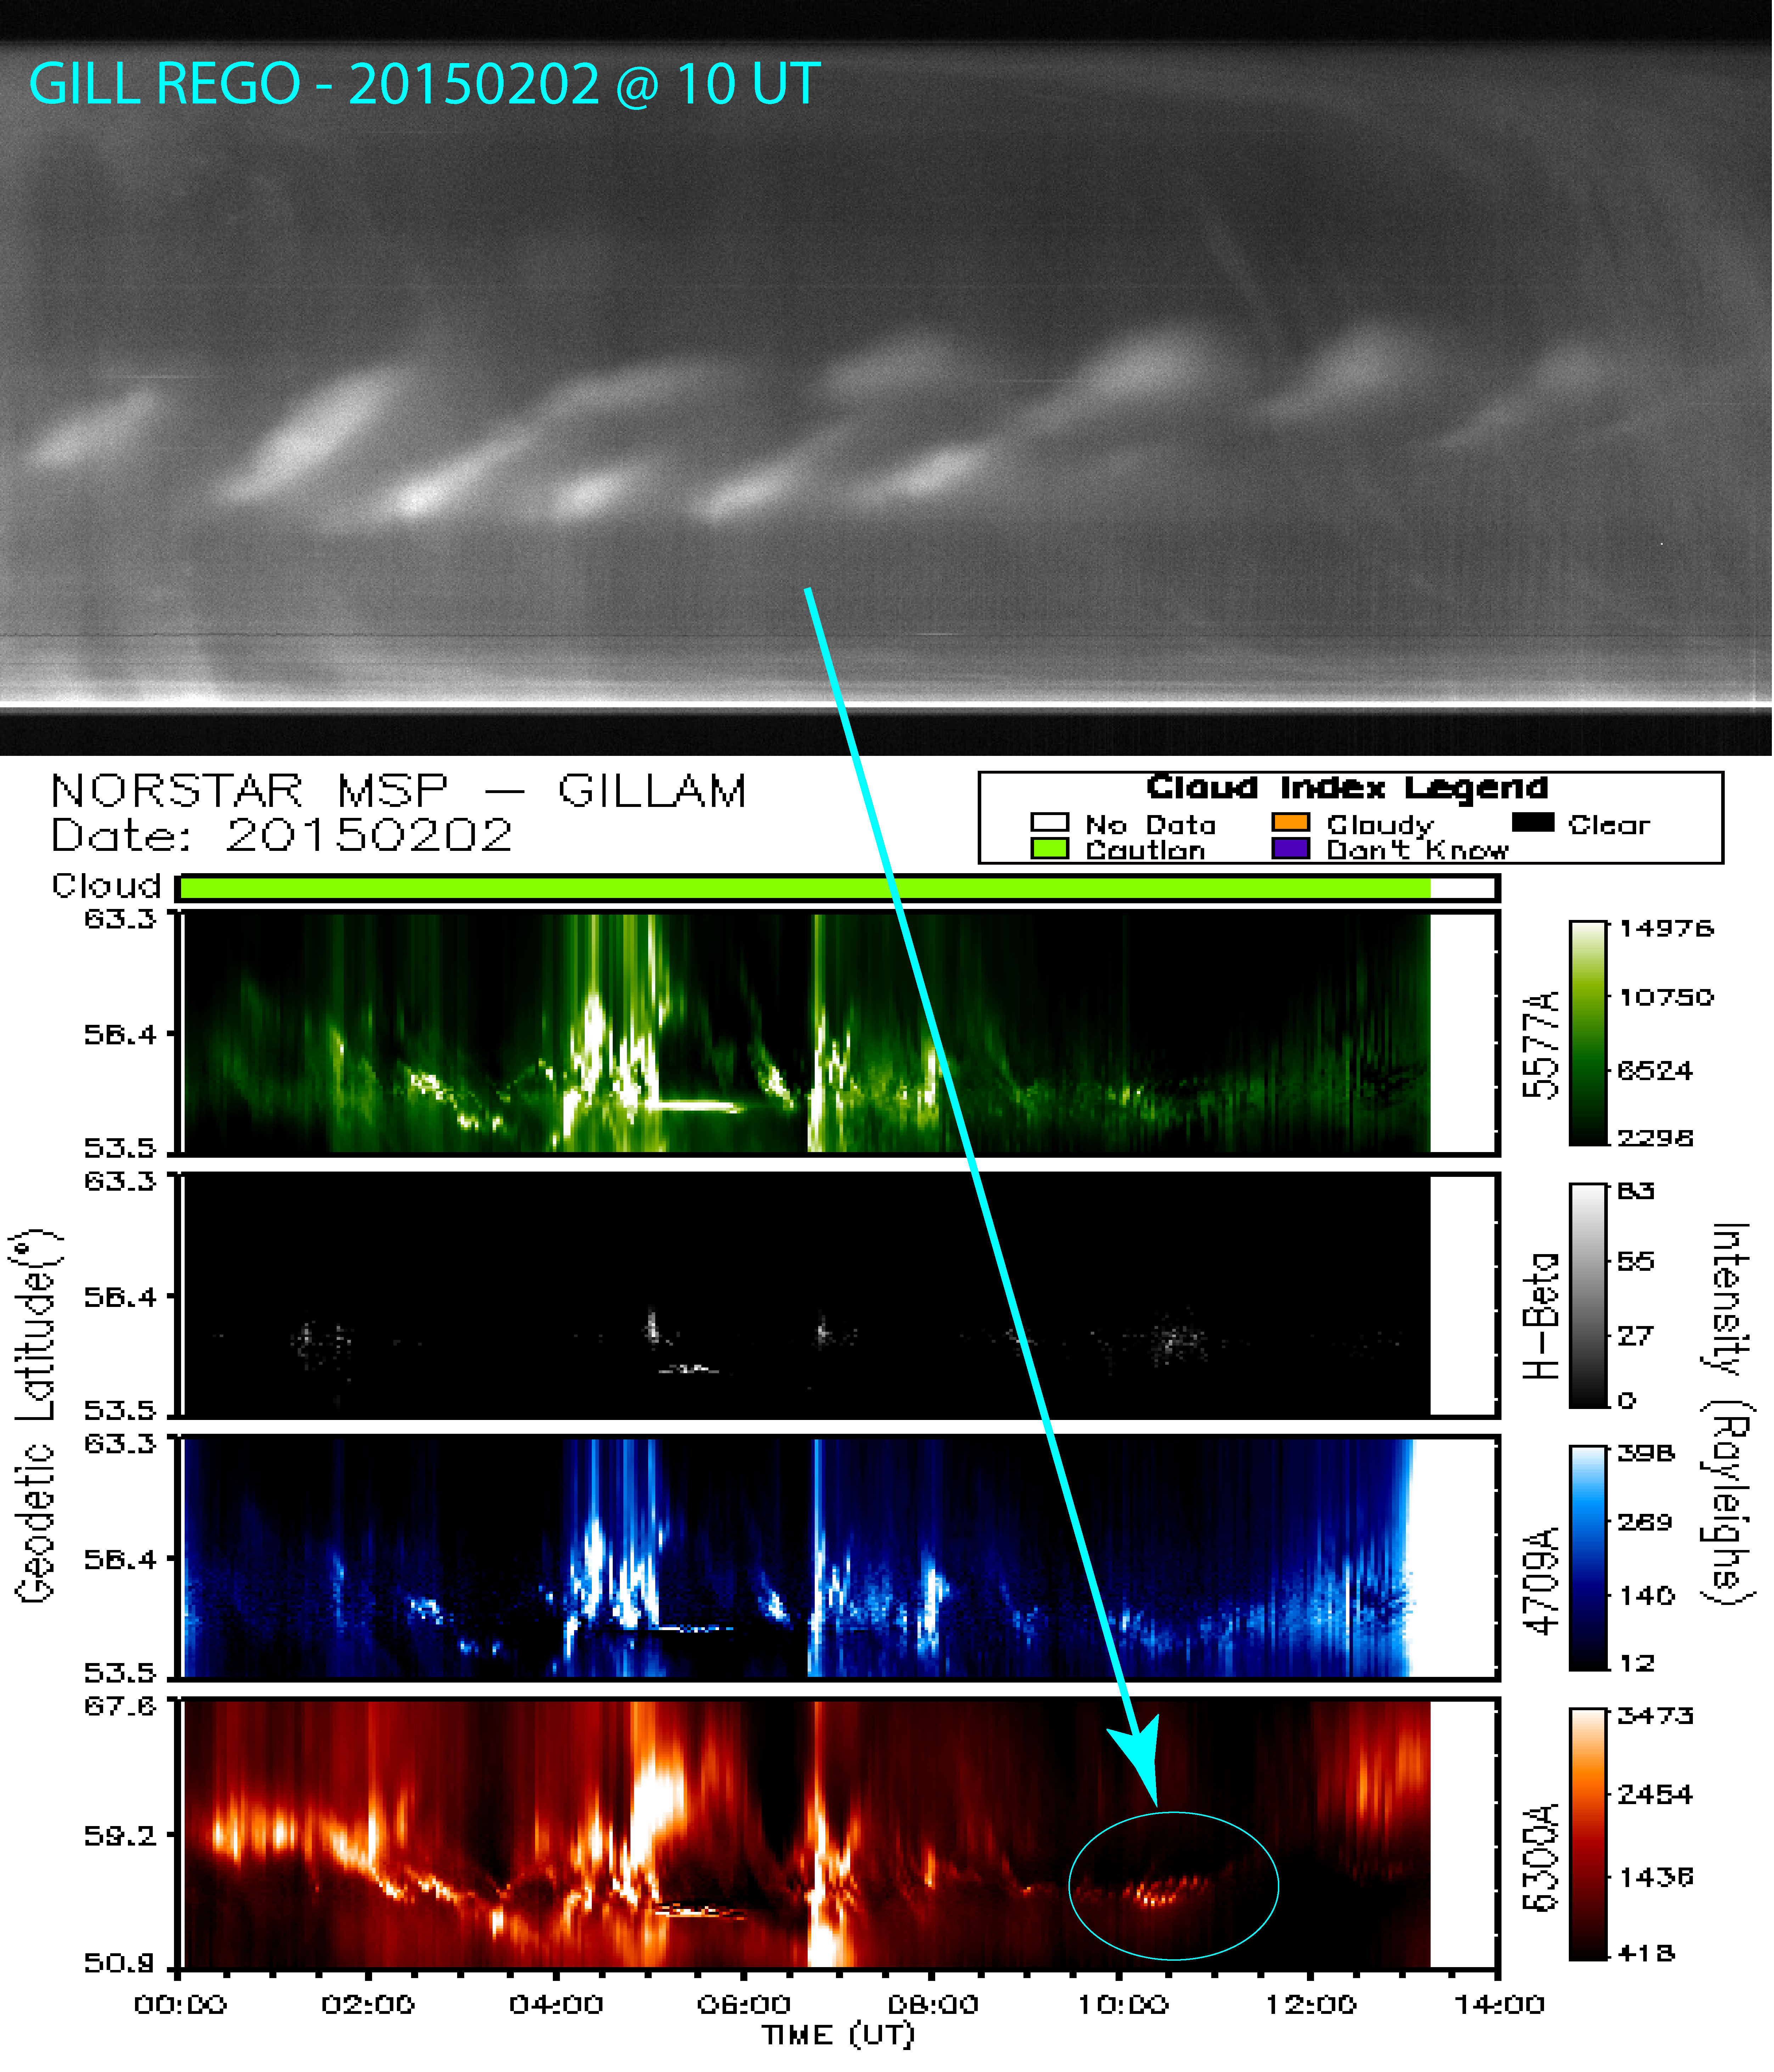 GILL REGO - 20150202 @ 10 UT
NORSTAR MSP – GILLAM
Date: 20150202
Cloud Index Legend
No Data
Cloudy
Clear
Caution
Don't Know
Cloud
63.3
56.4
53.5
5577A
14976
10750
6524
2298
63.3
56.4
53.5
H-Beta
83
55
27
0
63.3
56.4
53.5
4709A
398
269
140
12
67.6
59.2
50.9
6300A
3473
2454
1436
418
Geodetic Latitude(°)
Intensity (Rayleighs)
00:00 02:00 04:00 06:00 08:00 10:00 12:00 14:00
TIME (UT)